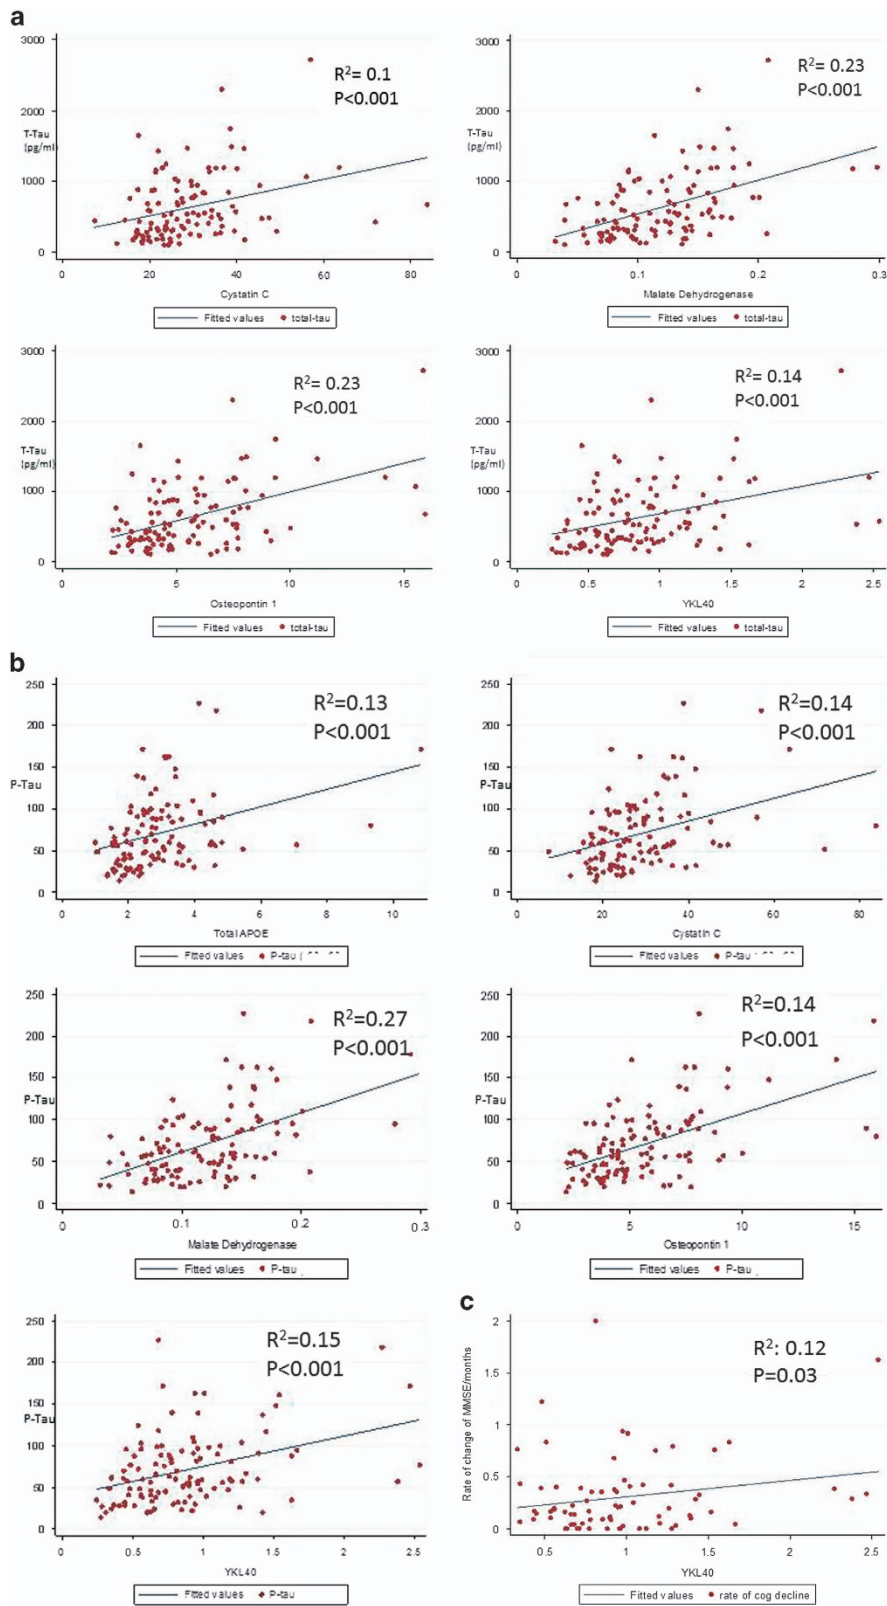 a
3000
2000
T-Tau
(pg/ml)
1000
0
R²= 0.1
P<0.001
0 20 40 60 80
Cystatin C
Fitted values total-tau
3000
2000
T-Tau
(pg/ml)
1000
0
R²= 0.23
P<0.001
0 0.1 0.2 0.3
Malate Dehydrogenase
Fitted values total-tau
3000
2000
T-Tau
(pg/ml)
1000
0
R²= 0.23
P<0.001
0 5 10 15
Osteopontin 1
Fitted values total-tau
3000
2000
T-Tau
(pg/ml)
1000
0
R²= 0.14
P<0.001
0 0.5 1 1.5 2 2.5
YKL40
Fitted values total-tau
b
250
200
150
P-Tau
100
50
0
R²=0.13
P<0.001
0 2 4 6 8 10
Total APOE
Fitted values P-tau (
250
200
150
P-Tau
100
50
0
R²=0.14
P<0.001
0 20 40 60 80
Cystatin C
Fitted values P-tau
250
200
150
P-Tau
100
50
0
R²=0.27
P<0.001
0 0.1 0.2 0.3
Malate Dehydrogenase
Fitted values P-tau
250
200
150
P-Tau
100
50
0
R²=0.14
P<0.001
0 5 10 15
Osteopontin 1
Fitted values P-tau
250
200
150
P-Tau
100
50
0
R²=0.15
P<0.001
0 0.5 1 1.5 2 2.5
YKL40
Fitted values P-tau
c
Rate of change of MMSE/months
2
1.5
1
0.5
0
R²: 0.12
P=0.03
0.5 1 1.5 2 2.5
YKL40
Fitted values rate of cog decline